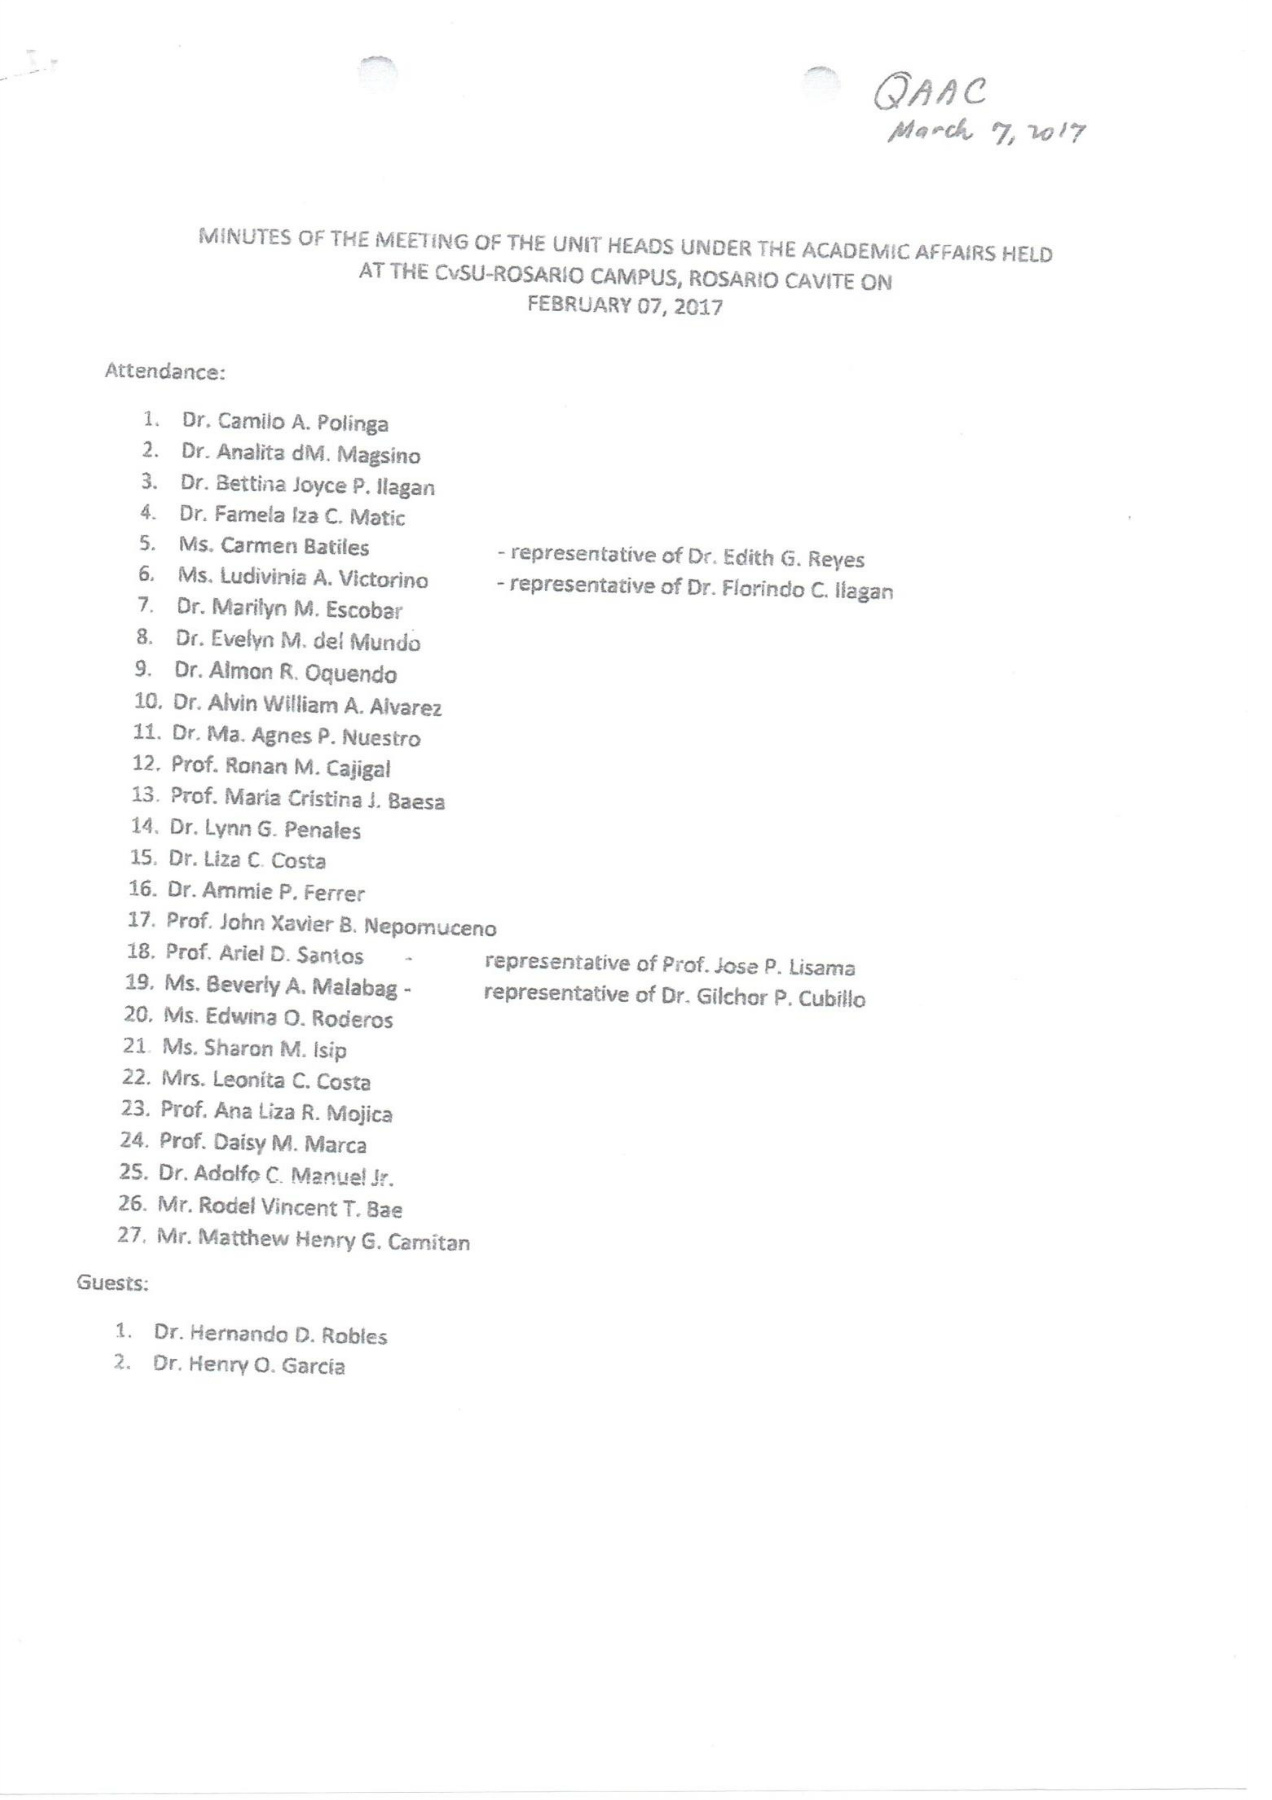 QAAC
March 7, 2017
MINUTES OF THE MEETING OF THE UNIT HEADS UNDER THE ACADEMIC AFFAIRS HELD
AT THE CvSU-ROSARIO CAMPUS, ROSARIO CAVITE ON
FEBRUARY 07, 2017
Attendance:
1. Dr. Camilo A. Polinga
2. Dr. Analita dM. Magsino
3. Dr. Bettina Joyce P. Ilagan
4. Dr. Famela Iza C. Matic
5. Ms. Carmen Batiles - representative of Dr. Edith G. Reyes
6. Ms. Ludivinia A. Victorino - representative of Dr. Florindo C. Ilagan
7. Dr. Marilyn M. Escobar
8. Dr. Evelyn M. del Mundo
9. Dr. Almon R. Oquendo
10. Dr. Alvin William A. Alvarez
11. Dr. Ma. Agnes P. Nuestro
12. Prof. Ronan M. Cajigal
13. Prof. Maria Cristina J. Baesa
14. Dr. Lynn G. Penales
15. Dr. Liza C. Costa
16. Dr. Ammie P. Ferrer
17. Prof. John Xavier B. Nepomuceno
18. Prof. Ariel D. Santos - representative of Prof. Jose P. Lisama
19. Ms. Beverly A. Malabag - representative of Dr. Gilchor P. Cubillo
20. Ms. Edwina O. Roderos
21. Ms. Sharon M. Isip
22. Mrs. Leonita C. Costa
23. Prof. Ana Liza R. Mojica
24. Prof. Daisy M. Marca
25. Dr. Adolfo C. Manuel Jr.
26. Mr. Rodel Vincent T. Bae
27. Mr. Matthew Henry G. Camitan
Guests:
1. Dr. Hernando D. Robles
2. Dr. Henry O. Garcia